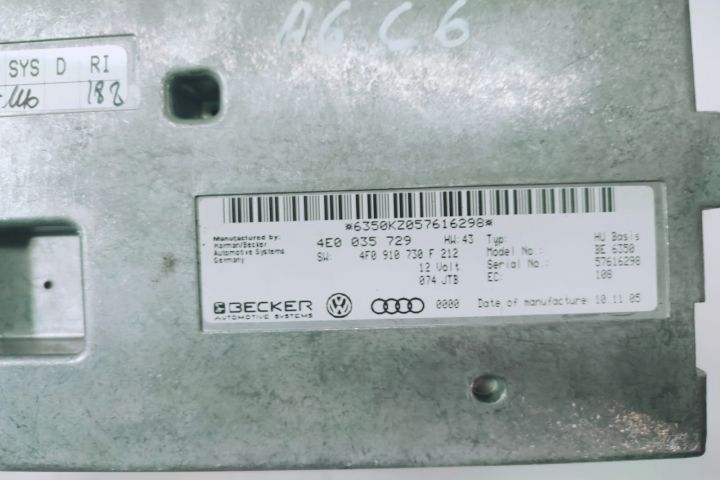 A6 C6
SYS D RI
188
*6350KZ057616298*
Manufactured by:
Harman/Becker
Automotive Systems
Germany
4E0 035 729 HW: 43
SW: 4F0 910 730 F 212
12 Volt
074 JTB
Typ: HU Basis
Model No.: BE 6350
Serial No.: 57616298
EC: 108
BECKER
AUTOMOTIVE SYSTEMS
0000 Date of manufacture: 10.11.05